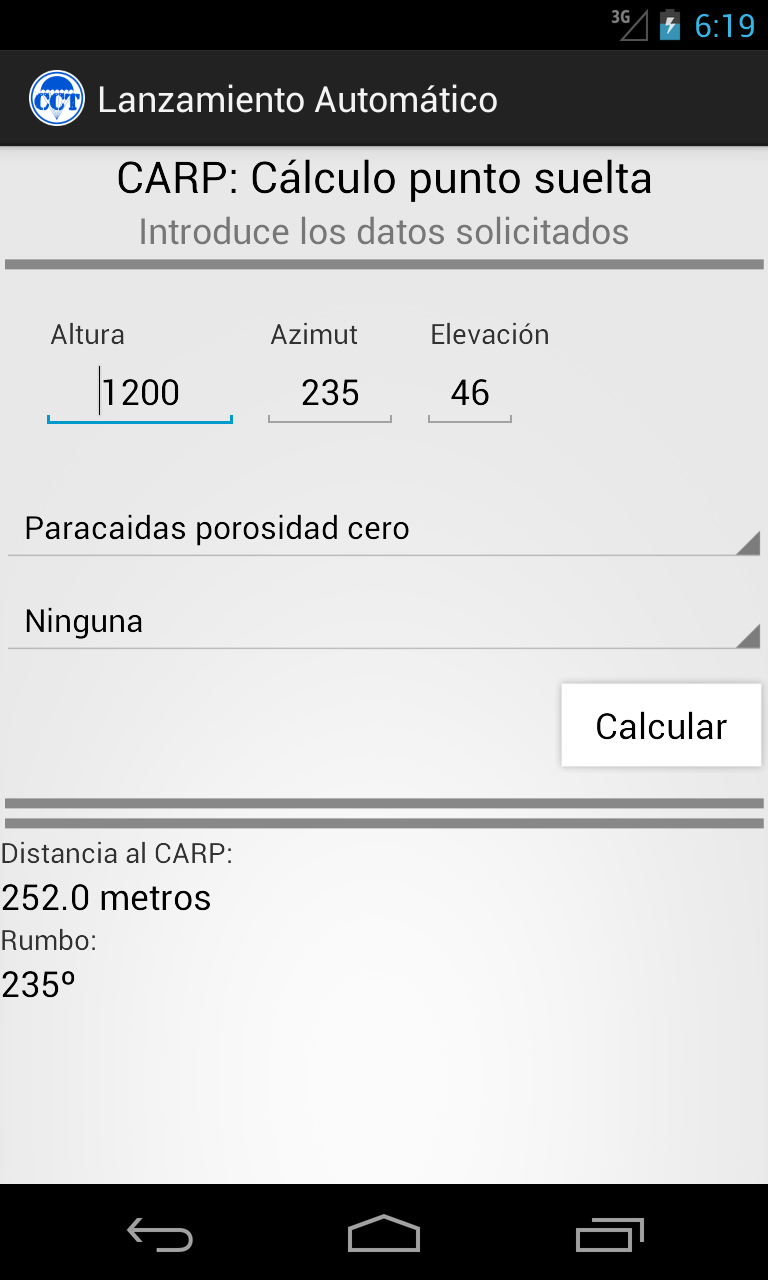 3G 6:19
CCT Lanzamiento Automático
CARP: Cálculo punto suelta
Introduce los datos solicitados
Altura Azimut Elevación
1200 235 46
Paracaidas porosidad cero
Ninguna
Calcular
Distancia al CARP:
252.0 metros
Rumbo:
235º